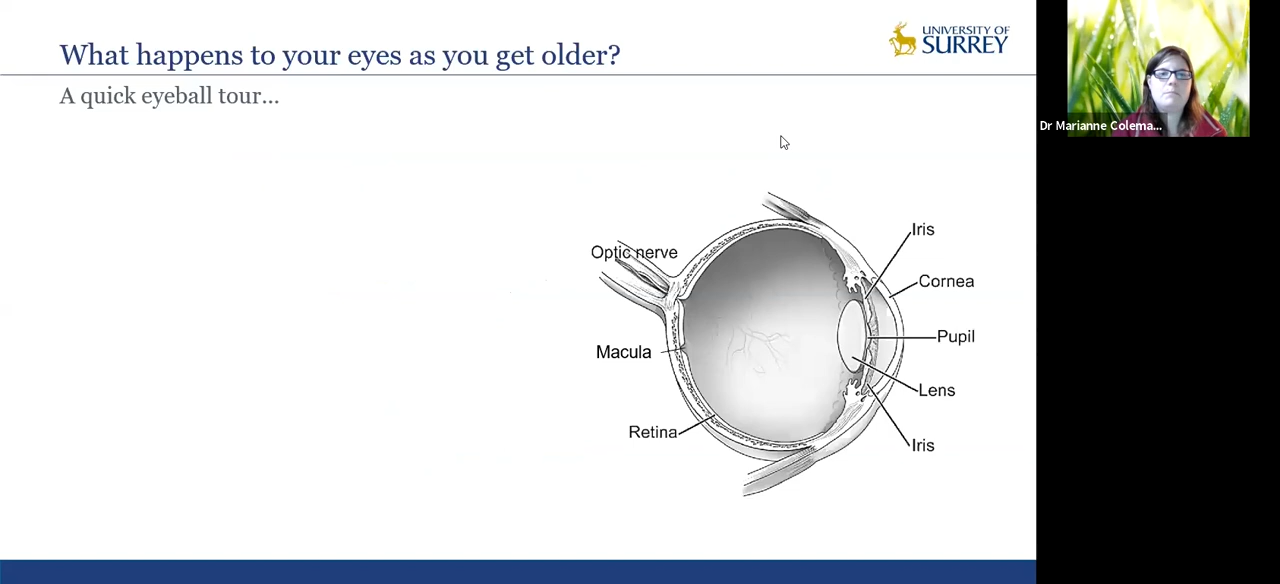 What happens to your eyes as you get older?
UNIVERSITY OF
SURREY
A quick eyeball tour...
Dr Marianne Colema...
Optic nerve
Iris
Cornea
Macula
Pupil
Lens
Retina
Iris